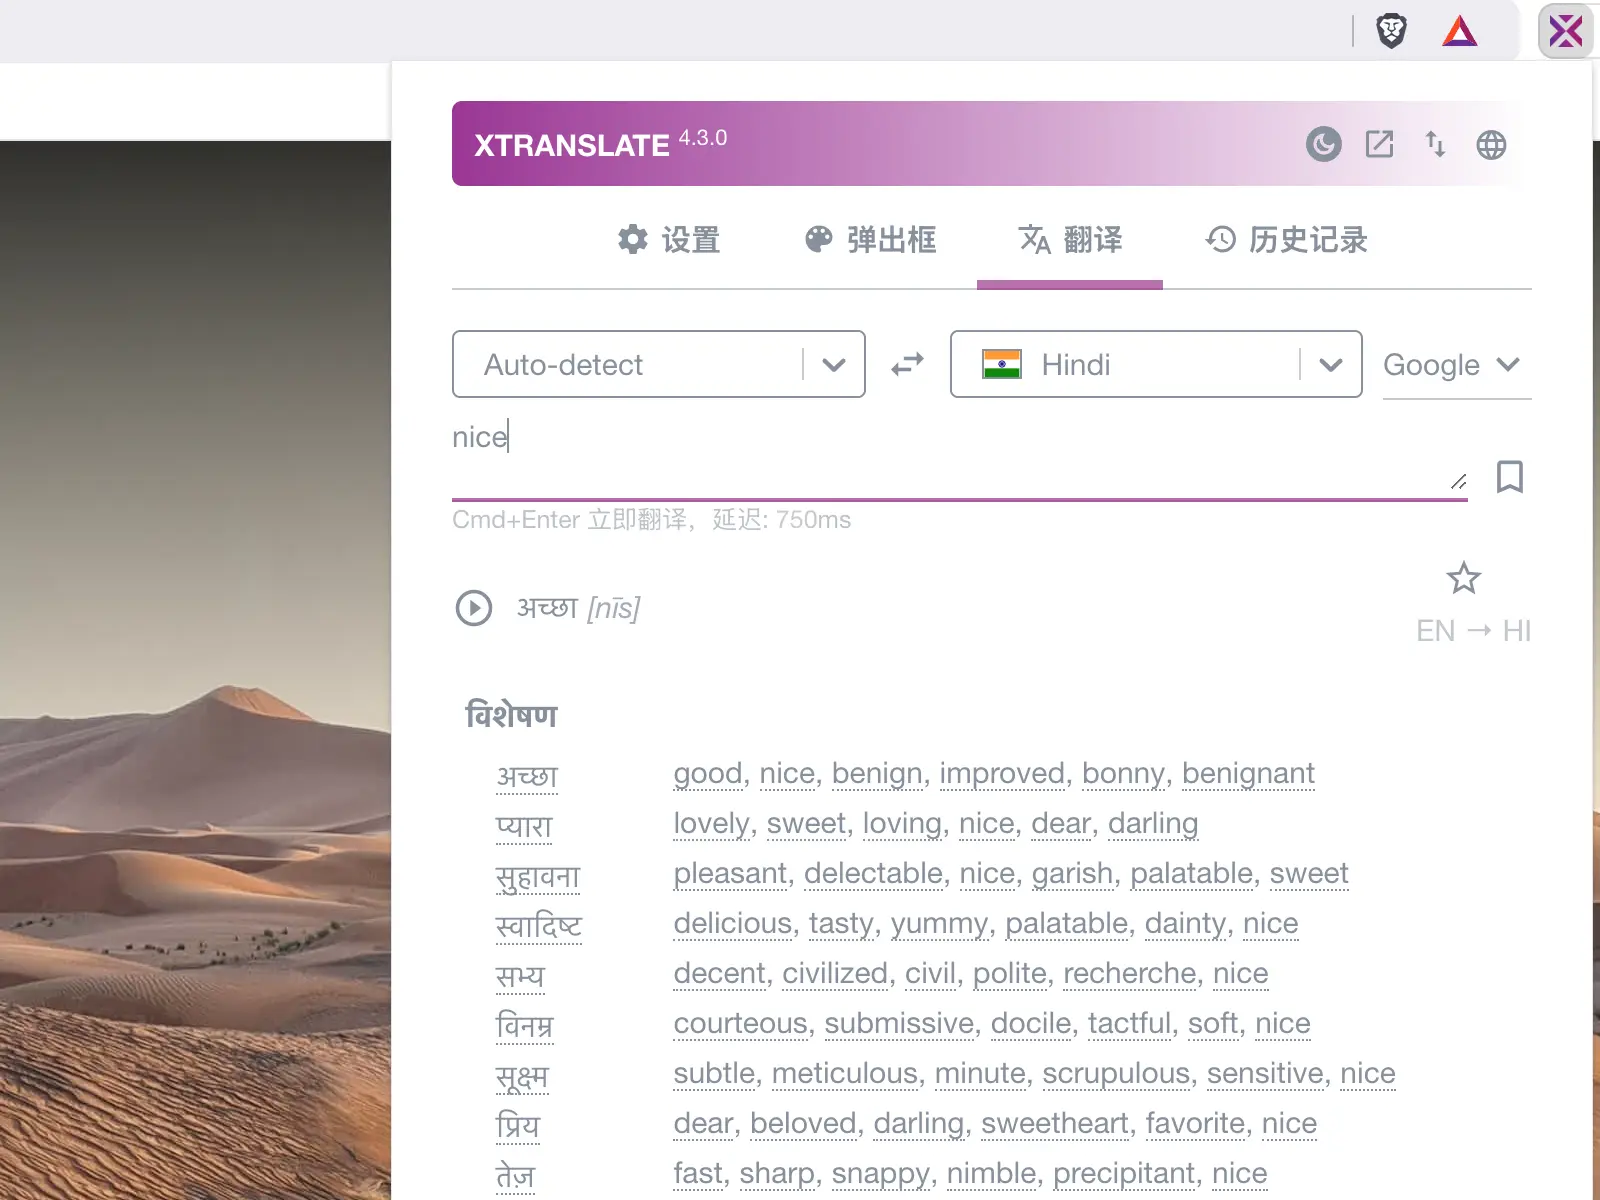 XTRANSLATE 4.3.0
设置 弹出框 翻译 历史记录
Auto-detect Hindi Google
nice
Cmd+Enter 立即翻译，延迟: 750ms
अच्छा [nīs]
EN → HI
विशेषण
अच्छा good, nice, benign, improved, bonny, benignant
प्यारा lovely, sweet, loving, nice, dear, darling
सुहावना pleasant, delectable, nice, garish, palatable, sweet
स्वादिष्ट delicious, tasty, yummy, palatable, dainty, nice
सभ्य decent, civilized, civil, polite, recherche, nice
विनम्र courteous, submissive, docile, tactful, soft, nice
सूक्ष्म subtle, meticulous, minute, scrupulous, sensitive, nice
प्रिय dear, beloved, darling, sweetheart, favorite, nice
तेज़ fast, sharp, snappy, nimble, precipitant, nice